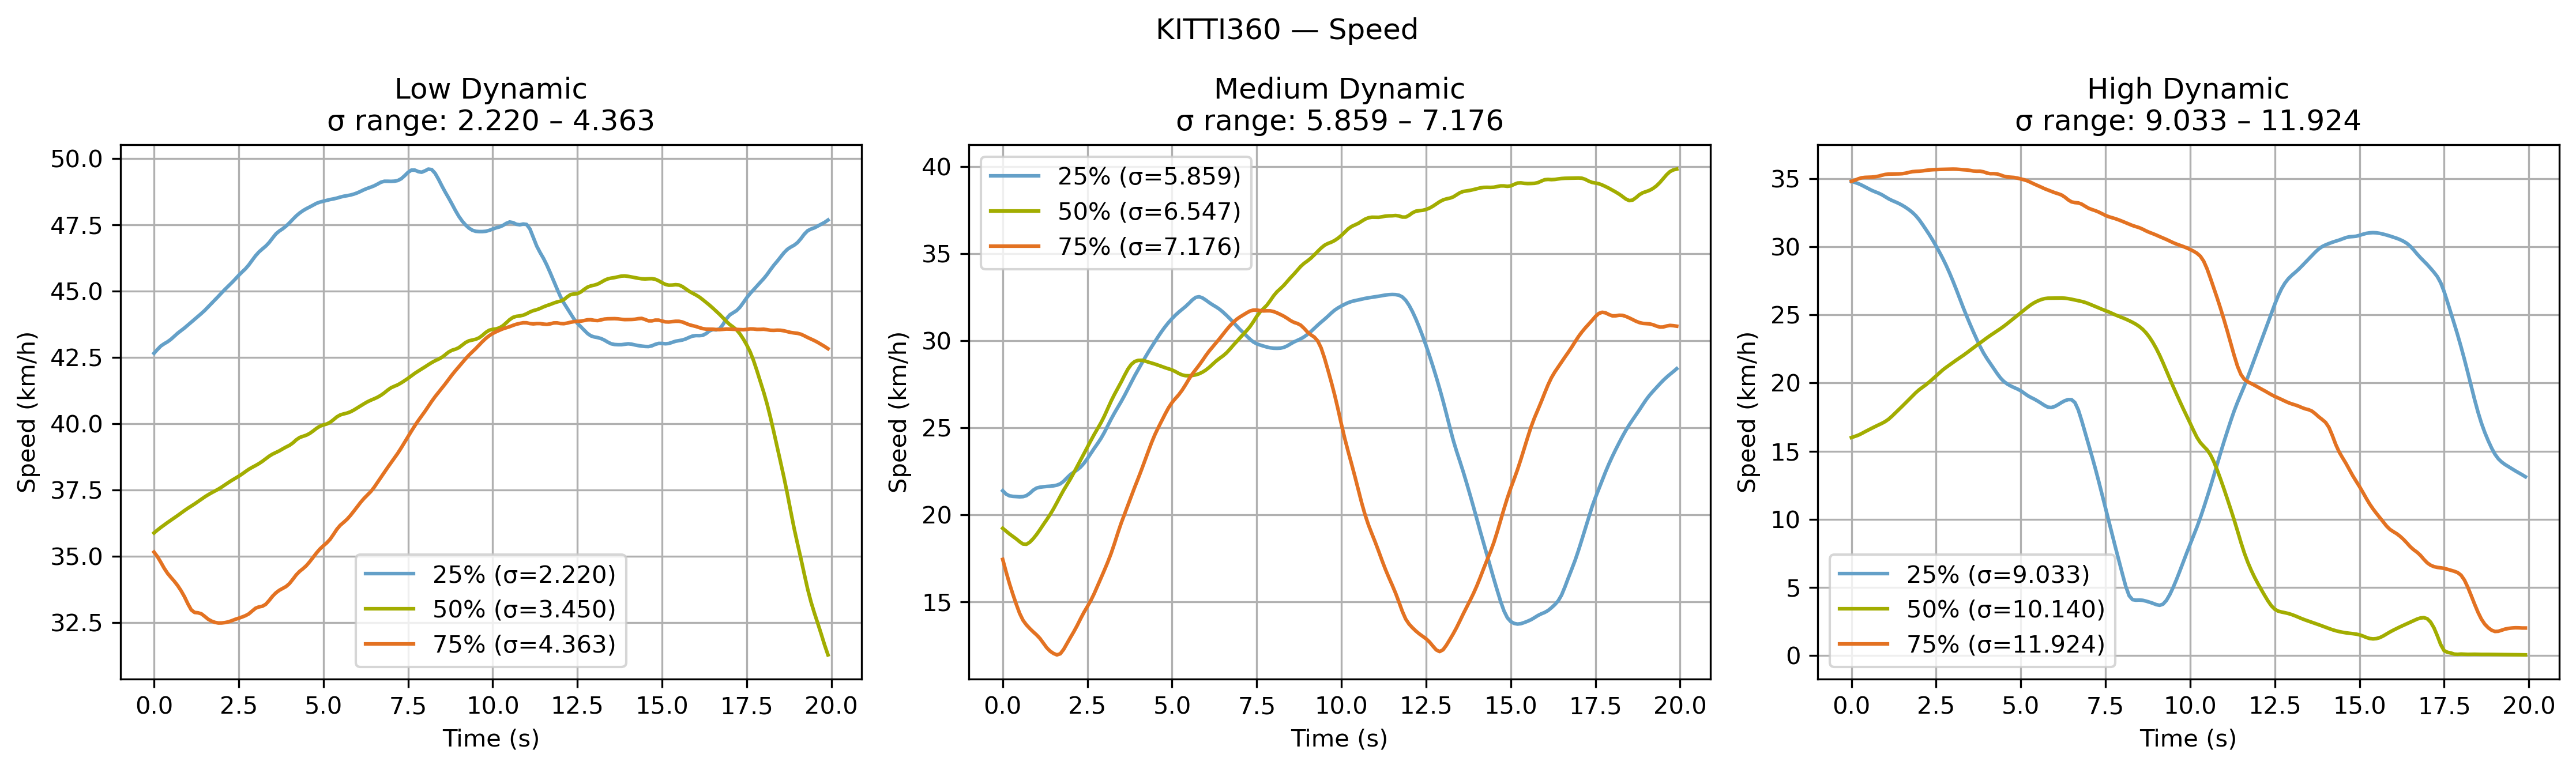 KITTI360 — Speed
Low Dynamic
σ range: 2.220 – 4.363
50.0
47.5
45.0
42.5
40.0
37.5
35.0
32.5
Speed (km/h)
25% (σ=2.220)
50% (σ=3.450)
75% (σ=4.363)
0.0 2.5 5.0 7.5 10.0 12.5 15.0 17.5 20.0
Time (s)
Medium Dynamic
σ range: 5.859 – 7.176
40
35
30
25
20
15
Speed (km/h)
25% (σ=5.859)
50% (σ=6.547)
75% (σ=7.176)
0.0 2.5 5.0 7.5 10.0 12.5 15.0 17.5 20.0
Time (s)
High Dynamic
σ range: 9.033 – 11.924
35
30
25
20
15
10
5
0
Speed (km/h)
25% (σ=9.033)
50% (σ=10.140)
75% (σ=11.924)
0.0 2.5 5.0 7.5 10.0 12.5 15.0 17.5 20.0
Time (s)